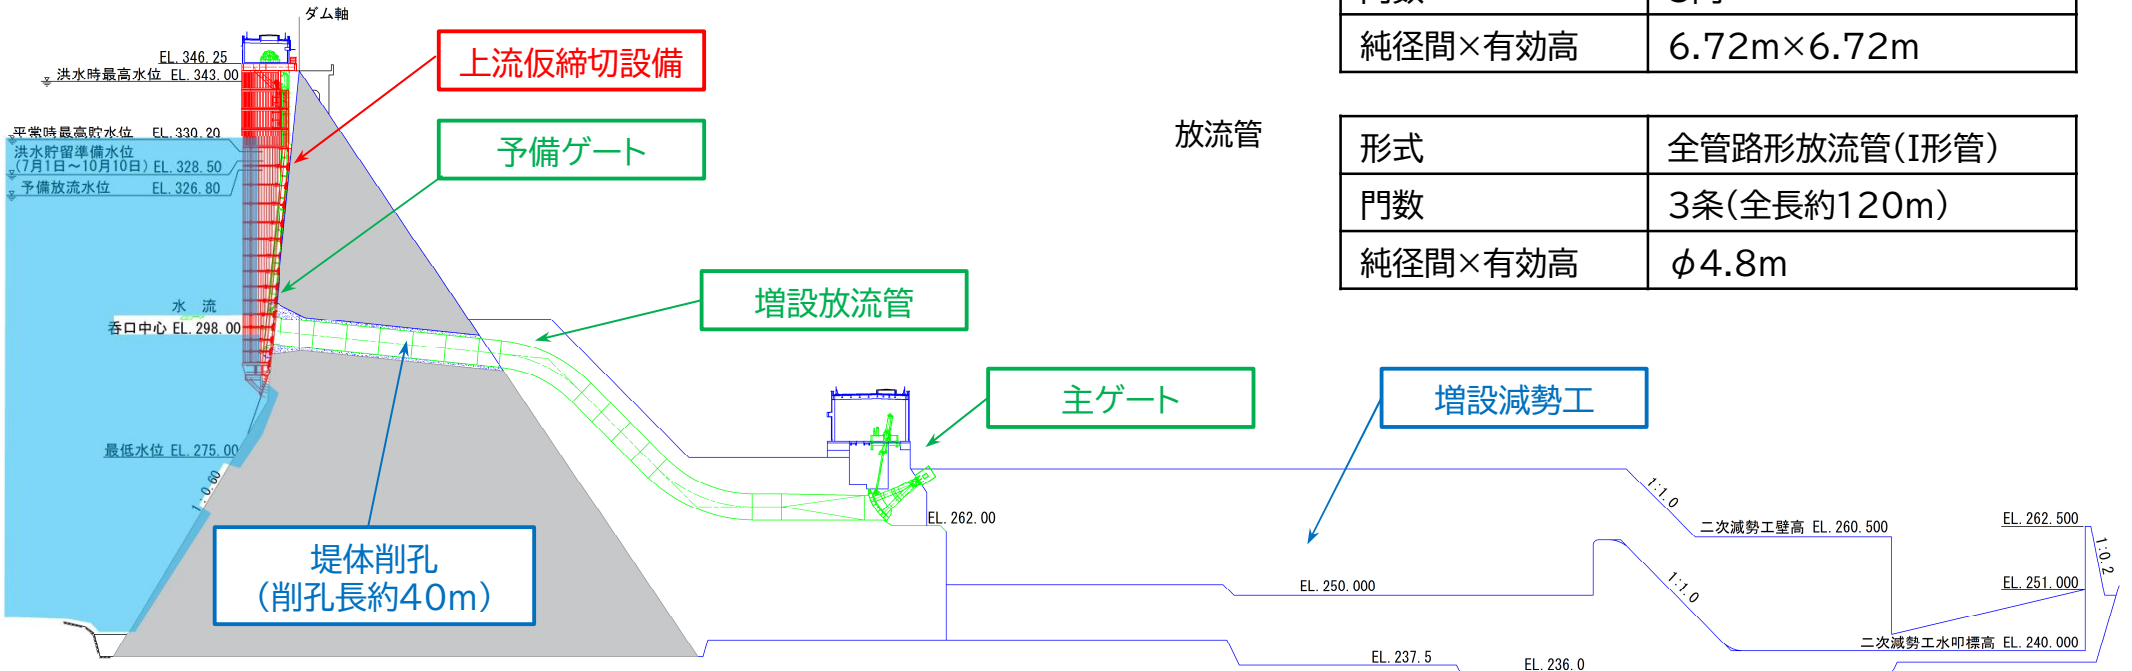 ダム軸
EL.346.25
洪水時最高水位 EL.343.00
平常時最高貯水位 EL.330.20
洪水貯留準備水位
(7月1日～10月10日) EL.328.50
予備放流水位 EL.326.80
水 流
呑口中心 EL.298.00
最低水位 EL.275.00
1:0.60
上流仮締切設備
予備ゲート
増設放流管
主ゲート
増設減勢工
堤体削孔
（削孔長約40m）
EL.262.00
EL.250.000
EL.237.5
EL.236.0
1:1.0
1:1.0
二次減勢工壁高 EL.260.500
EL.262.500
1:0.2
EL.251.000
二次減勢工水叩標高 EL.240.000
純径間×有効高 6.72m×6.72m
放流管
形式 全管路形放流管(I形管)
門数 3条(全長約120m)
純径間×有効高 φ4.8m